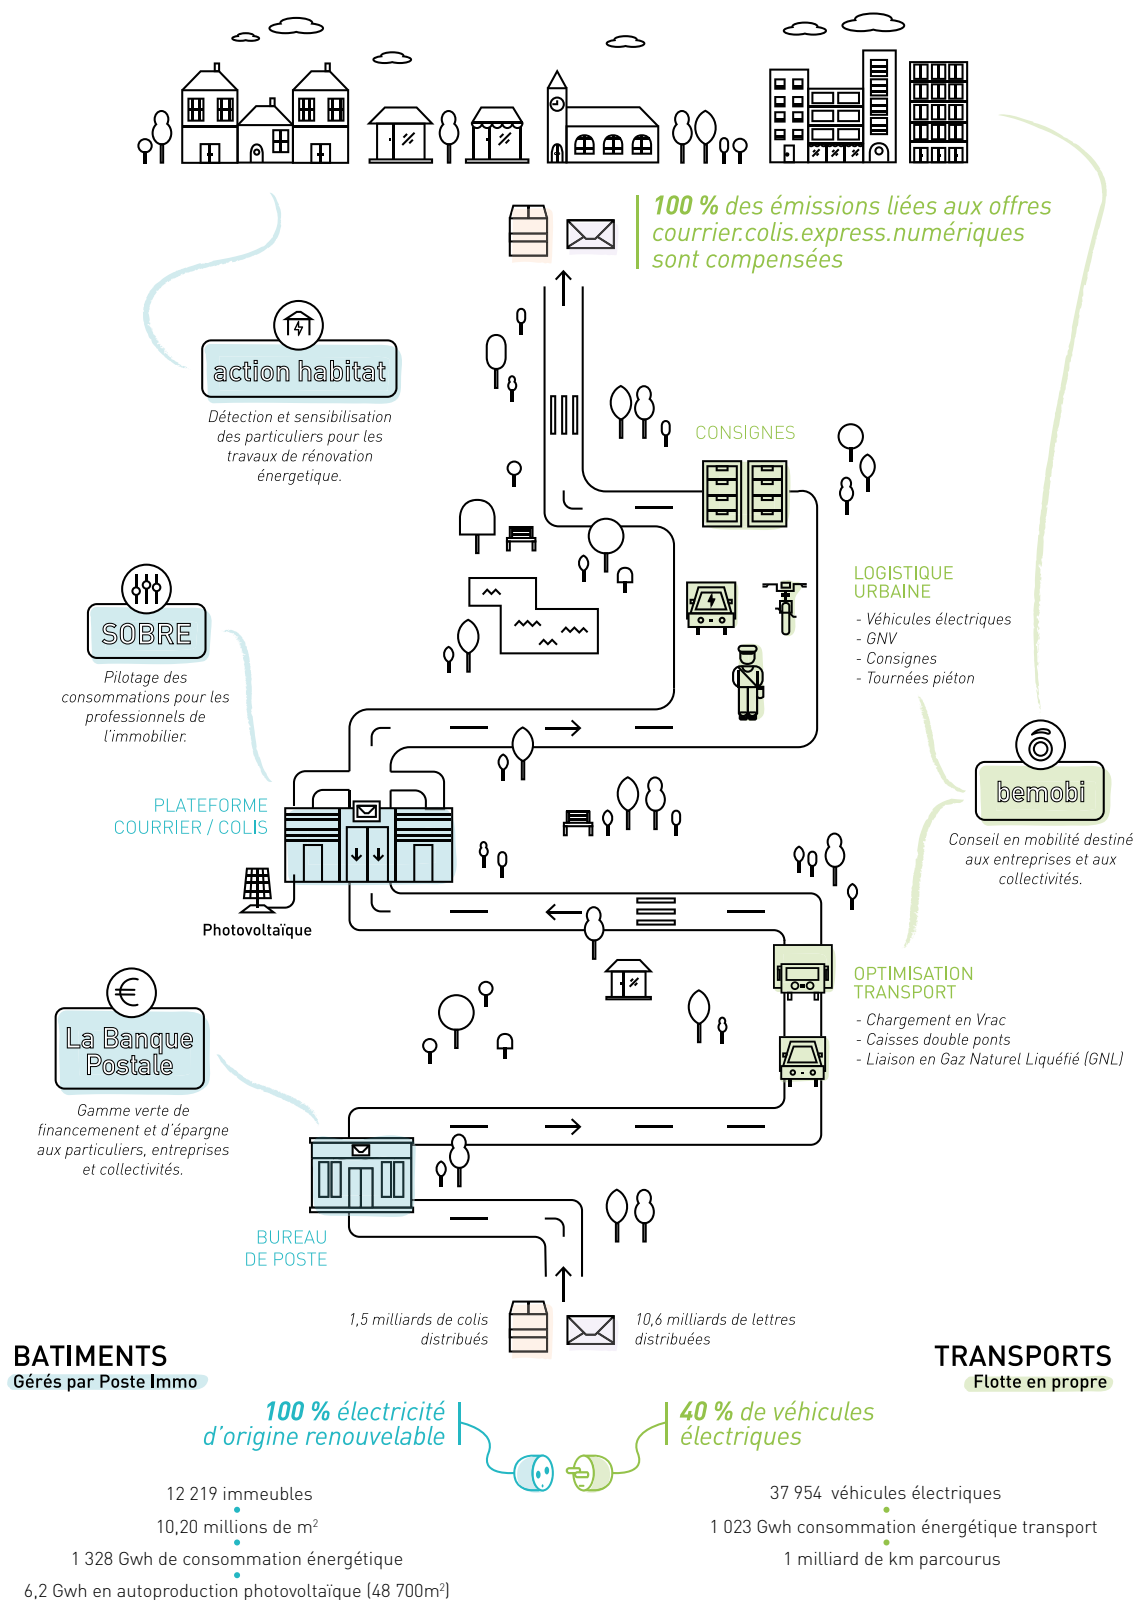 100 % des émissions liées aux offres
courrier.colis.express.numériques
sont compensées
action habitat
Détection et sensibilisation
des particuliers pour les
travaux de rénovation
énergetique.
CONSIGNES
LOGISTIQUE
URBAINE
- Véhicules électriques
- GNV
- Consignes
- Tournées piéton
SOBRE
Pilotage des
consommations pour les
professionnels de
l'immobilier.
bemobi
Conseil en mobilité destiné
aux entreprises et aux
collectivités.
PLATEFORME
COURRIER / COLIS
Photovoltaïque
OPTIMISATION
TRANSPORT
- Chargement en Vrac
- Caisses double ponts
- Liaison en Gaz Naturel Liquéfié (GNL)
€
La Banque
Postale
Gamme verte de
financemenent et d'épargne
aux particuliers, entreprises
et collectivités.
BUREAU
DE POSTE
1,5 milliards de colis
distribués
10,6 milliards de lettres
distribuées
BATIMENTS
Gérés par Poste Immo
TRANSPORTS
Flotte en propre
100 % électricité
d'origine renouvelable
40 % de véhicules
électriques
12 219 immeubles
10,20 millions de m²
1 328 Gwh de consommation énergétique
6,2 Gwh en autoproduction photovoltaïque (48 700m²)
37 954 véhicules électriques
1 023 Gwh consommation énergétique transport
1 milliard de km parcourus